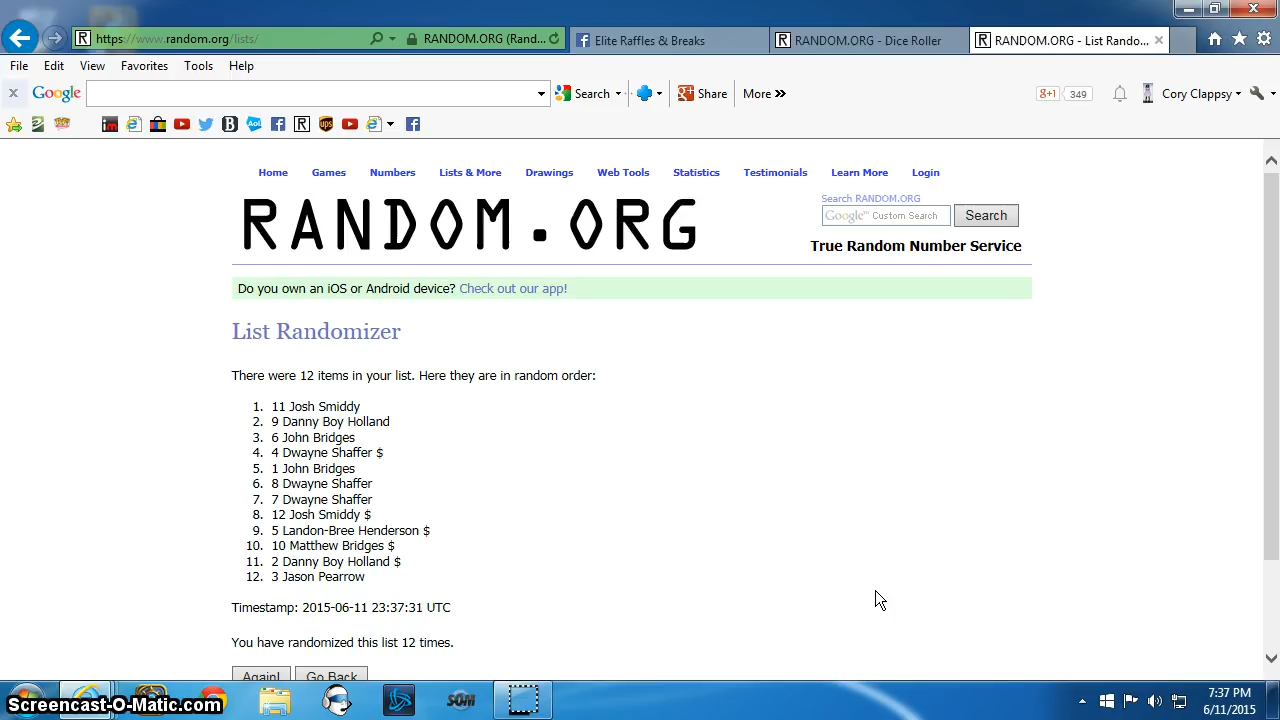 https://www.random.org/lists/
RANDOM.ORG (Rand...
Elite Raffles & Breaks
RANDOM.ORG - Dice Roller
RANDOM.ORG - List Rando...
File Edit View Favorites Tools Help
Google Search Share More »
g+1 349 Cory Clappsy
Home Games Numbers Lists & More Drawings Web Tools Statistics Testimonials Learn More Login
RANDOM.ORG
Search RANDOM.ORG
Google™ Custom Search Search
True Random Number Service
Do you own an iOS or Android device? Check out our app!
List Randomizer
There were 12 items in your list. Here they are in random order:
1. 11 Josh Smiddy
2. 9 Danny Boy Holland
3. 6 John Bridges
4. 4 Dwayne Shaffer $
5. 1 John Bridges
6. 8 Dwayne Shaffer
7. 7 Dwayne Shaffer
8. 12 Josh Smiddy $
9. 5 Landon-Bree Henderson $
10. 10 Matthew Bridges $
11. 2 Danny Boy Holland $
12. 3 Jason Pearrow
Timestamp: 2015-06-11 23:37:31 UTC
You have randomized this list 12 times.
Again! Go Back
Screencast-O-Matic.com
SOM
7:37 PM
6/11/2015